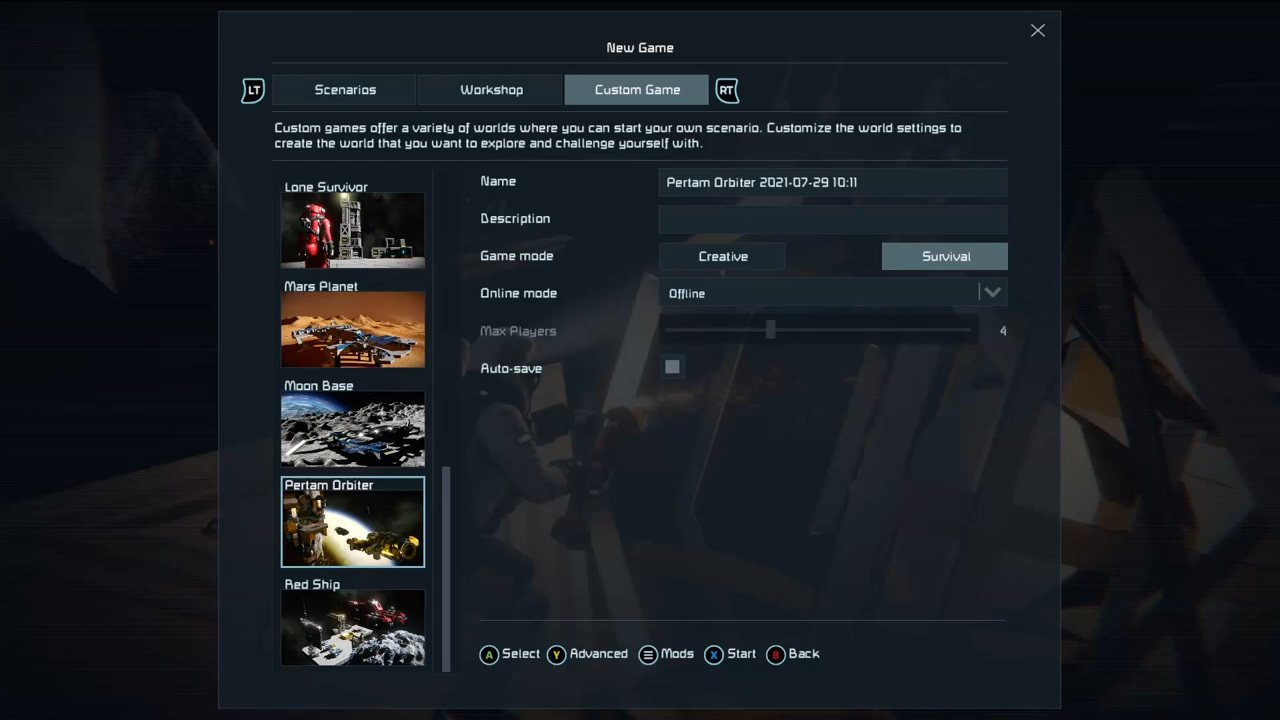 New Game
LT
Scenarios
Workshop
Custom Game
RT
Custom games offer a variety of worlds where you can start your own scenario. Customize the world settings to
create the world that you want to explore and challenge yourself with.
Lone Survivor
Mars Planet
Moon Base
Pertam Orbiter
Red Ship
Name
Pertam Orbiter 2021-07-29 10:11
Description
Game mode
Creative
Survival
Online mode
Offline
Max Players
4
Auto-save
A Select
Y Advanced
Mods
X Start
B Back